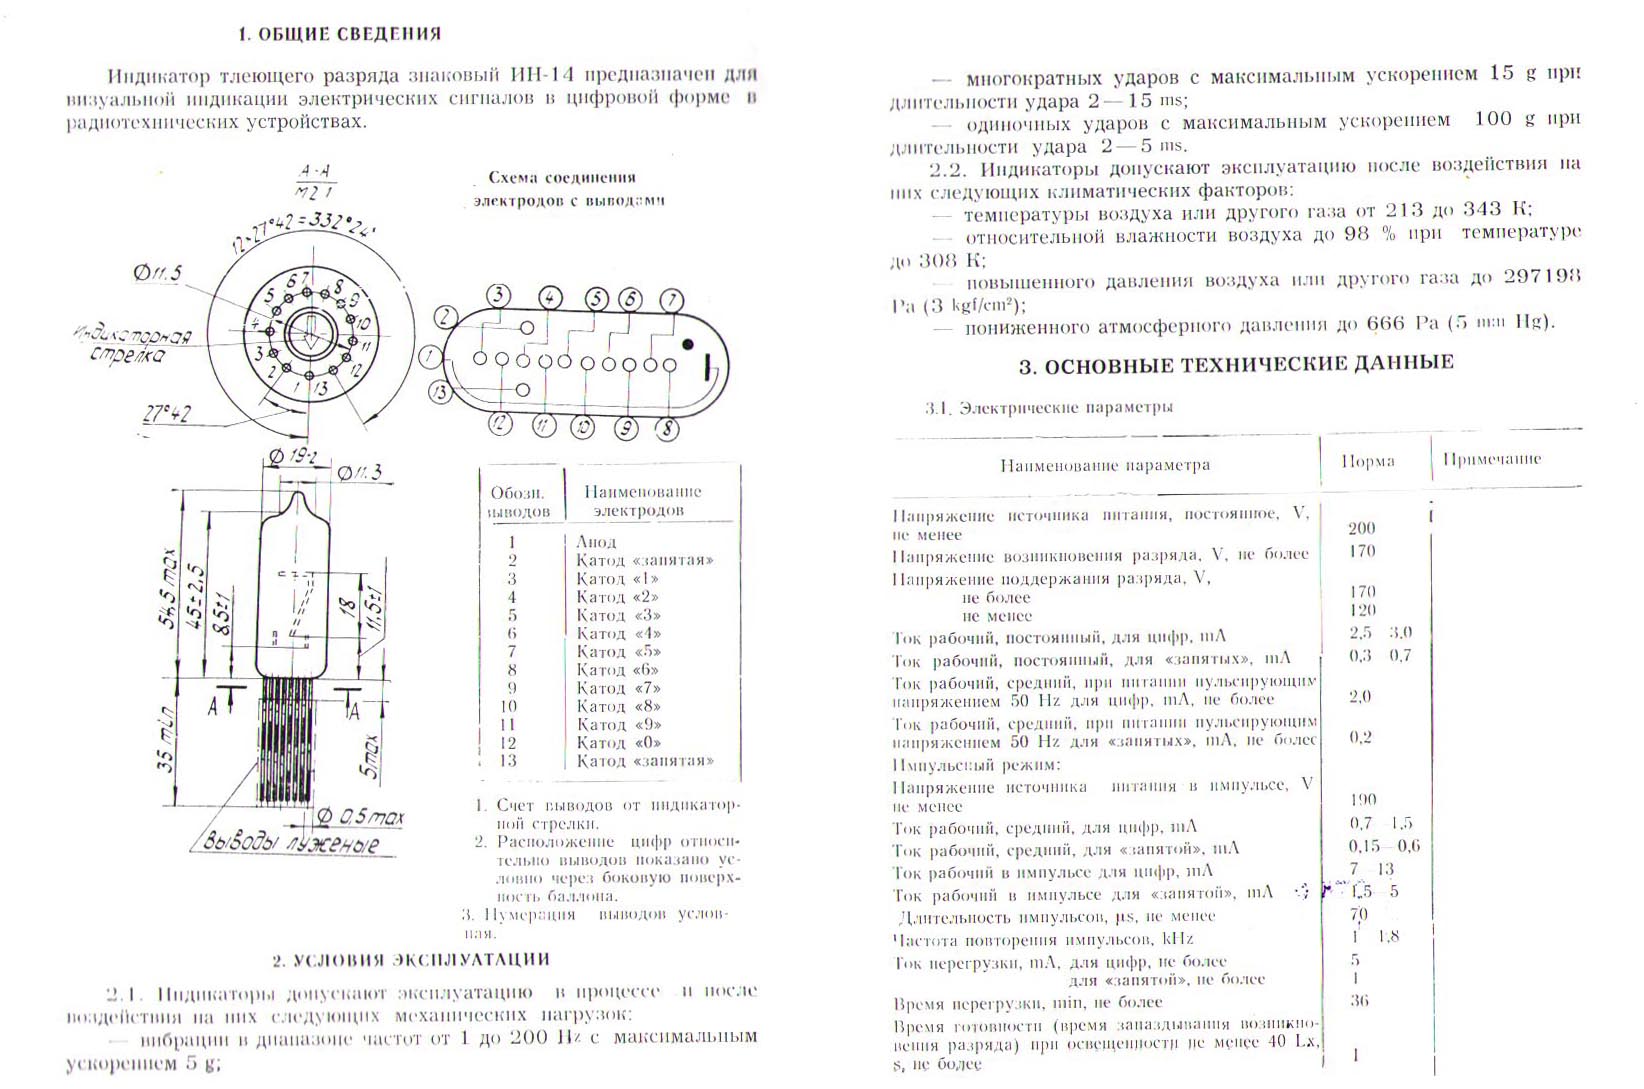 1. ОБЩИЕ СВЕДЕНИЯ
Индикатор тлеющего разряда знаковый ИН-14 предназначен для
визуальной индикации электрических сигналов в цифровой форме в
радиотехнических устройствах.
А-А
М2:1
12×27°42'=332°24'
Ф11.5
Индикаторная
стрелка
27°42'
1
2
3
4
5
6
7
8
9
10
11
12
13
Схема соединения
электродов с выводами
3
4
5
6
7
2
1
13
12
11
10
9
8
Ф19-2
Ф11.3
54,5 max
45±2,5
8,5±1
18
11,5±1
А
А
35 min
5 max
Ф 0,5 max
Выводы луженые
Обозн. выводов | Наименование электродов
1 Анод
2 Катод «запятая»
3 Катод «1»
4 Катод «2»
5 Катод «3»
6 Катод «4»
7 Катод «5»
8 Катод «6»
9 Катод «7»
10 Катод «8»
11 Катод «9»
12 Катод «0»
13 Катод «запятая»
1. Счет выводов от индикатор-
ной стрелки.
2. Расположение цифр относи-
тельно выводов показано ус-
ловно через боковую поверх-
ность баллона.
3. Нумерация выводов услов-
ная.
2. УСЛОВИЯ ЭКСПЛУАТАЦИИ
2.1. Индикаторы допускают эксплуатацию в процессе и после
воздействия на них следующих механических нагрузок:
— вибрации в диапазоне частот от 1 до 200 Hz с максимальным
ускорением 5 g;
— многократных ударов с максимальным ускорением 15 g при
длительности удара 2—15 ms;
— одиночных ударов с максимальным ускорением 100 g при
длительности удара 2—5 ms.
2.2. Индикаторы допускают эксплуатацию после воздействия на
них следующих климатических факторов:
— температуры воздуха или другого газа от 213 до 343 К;
— относительной влажности воздуха до 98 % при температуре
до 308 К;
— повышенного давления воздуха или другого газа до 297198
Pa (3 kgf/cm²);
— пониженного атмосферного давления до 666 Pa (5 mm Hg).
3. ОСНОВНЫЕ ТЕХНИЧЕСКИЕ ДАННЫЕ
3.1. Электрические параметры
Наименование параметра | Норма | Примечание
Напряжение источника питания, постоянное, V,
не менее 200
Напряжение возникновения разряда, V, не более 170
Напряжение поддержания разряда, V,
не более 170
не менее 120
Ток рабочий, постоянный, для цифр, mA 2,5 3,0
Ток рабочий, постоянный, для «запятых», mA 0,3 0,7
Ток рабочий, средний, при питании пульсирующим
напряжением 50 Hz для цифр, mA, не более 2,0
Ток рабочий, средний, при питании пульсирующим
напряжением 50 Hz для «запятых», mA, не более 0,2
Импульсный режим:
Напряжение источника питания в импульсе, V
не менее 190
Ток рабочий, средний, для цифр, mA 0,7 1,5
Ток рабочий, средний, для «запятой», mA 0,15—0,6
Ток рабочий в импульсе для цифр, mA 7 13
Ток рабочий в импульсе для «запятой», mA 1,5 5
Длительность импульсов, µs, не менее 70
Частота повторения импульсов, kHz 1 1,8
Ток перегрузки, mA, для цифр, не более 5
для «запятой», не более 1
Время перегрузки, min, не более 36
Время готовности (время запаздывания возникно-
вения разряда) при освещенности не менее 40 Lx,
s, не более 1